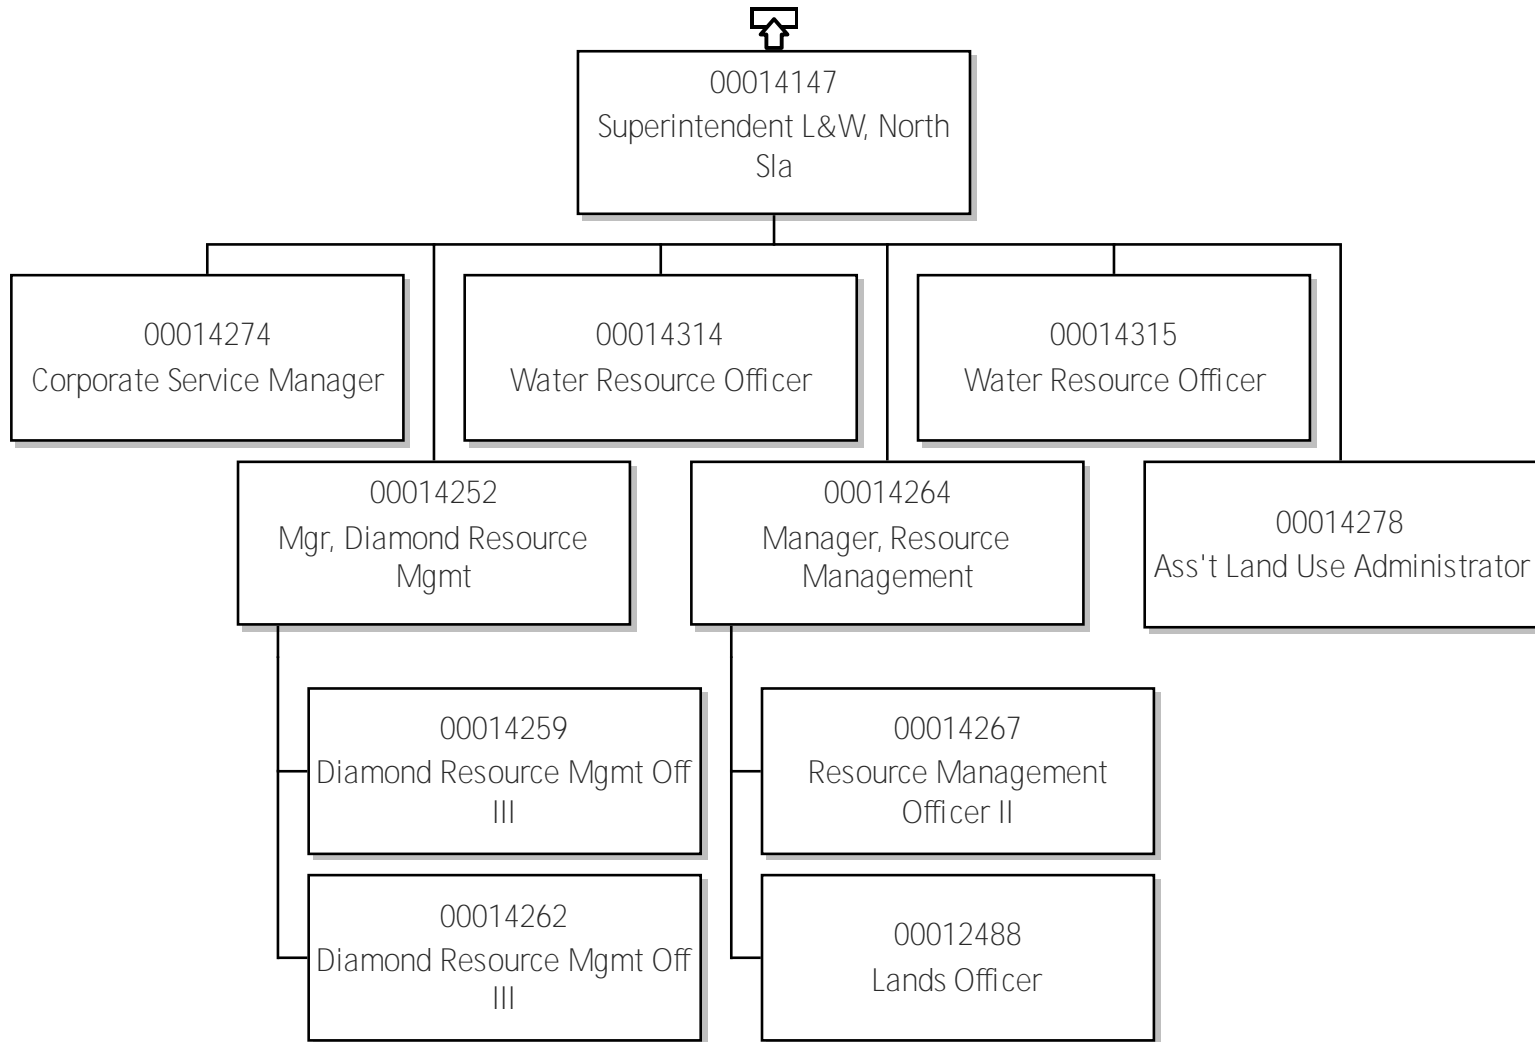 00014147
Superintendent L&W, North
Sla
00014274
Corporate Service Manager
00014314
Water Resource Officer
00014315
Water Resource Officer
00014252
Mgr, Diamond Resource
Mgmt
00014264
Manager, Resource
Management
00014278
Ass't Land Use Administrator
00014259
Diamond Resource Mgmt Off
III
00014267
Resource Management
Officer II
00014262
Diamond Resource Mgmt Off
III
00012488
Lands Officer